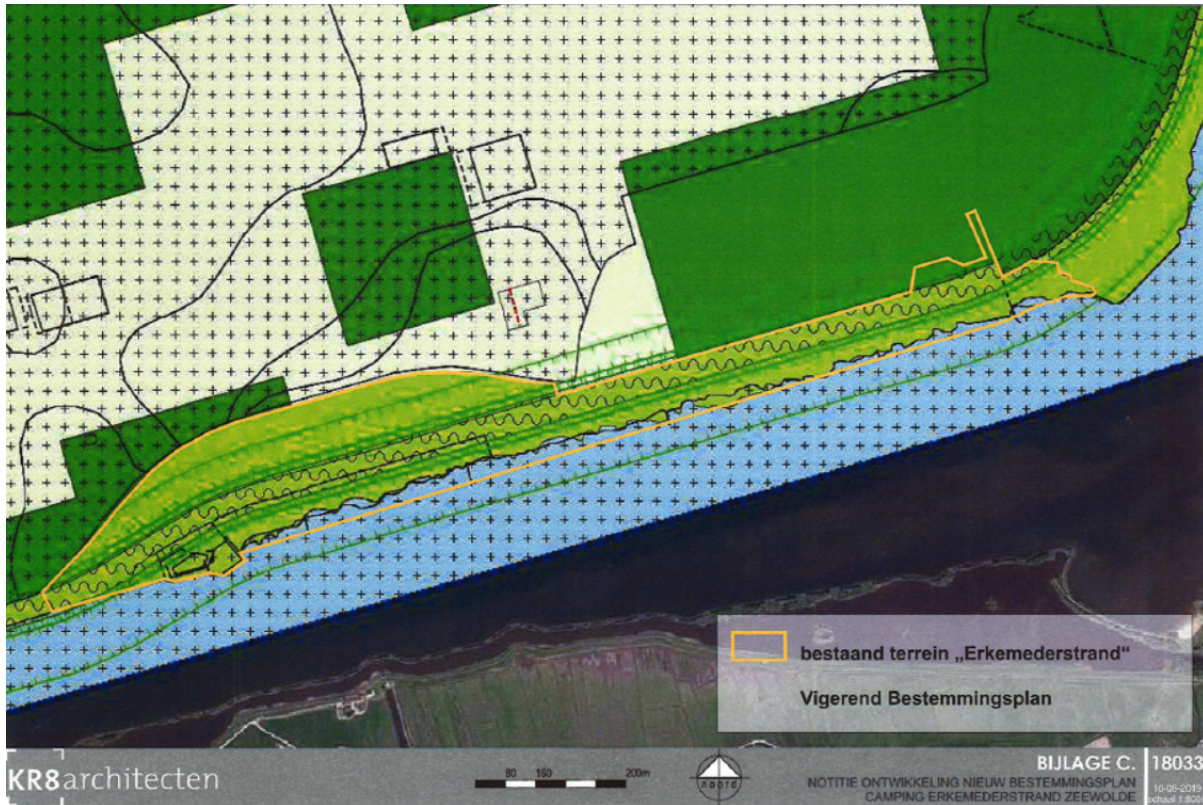 bestaand terrein „Erkemederstrand“
Vigerend Bestemmingsplan
KR8architecten
80 160 200m
noord
BIJLAGE C.
NOTITIE ONTWIKKELING NIEUW BESTEMMINGSPLAN
CAMPING ERKEMEDERSTRAND ZEEWOLDE
18033